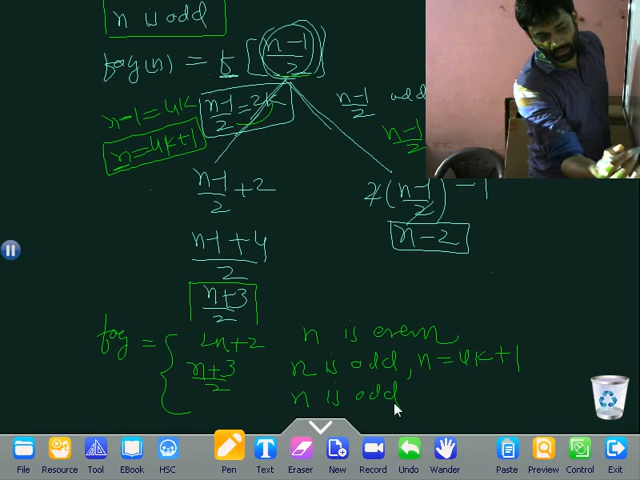 n is odd
fog(n) = f[n-1/2]
n-1 = 4K
n = 4K+1
n-1/2 = 2K
n-1/2 odd
n-1/2
n-1/2 + 2
2(n-1/2) - 1
n-1+4/2
n-2
n+3/2
fog = { 2n+2 n is even
n+3/2 n is odd, n = 4K+1
n is odd
File Resource Tool EBook HSC Pen Text Eraser New Record Undo Wander Paste Preview Control Exit